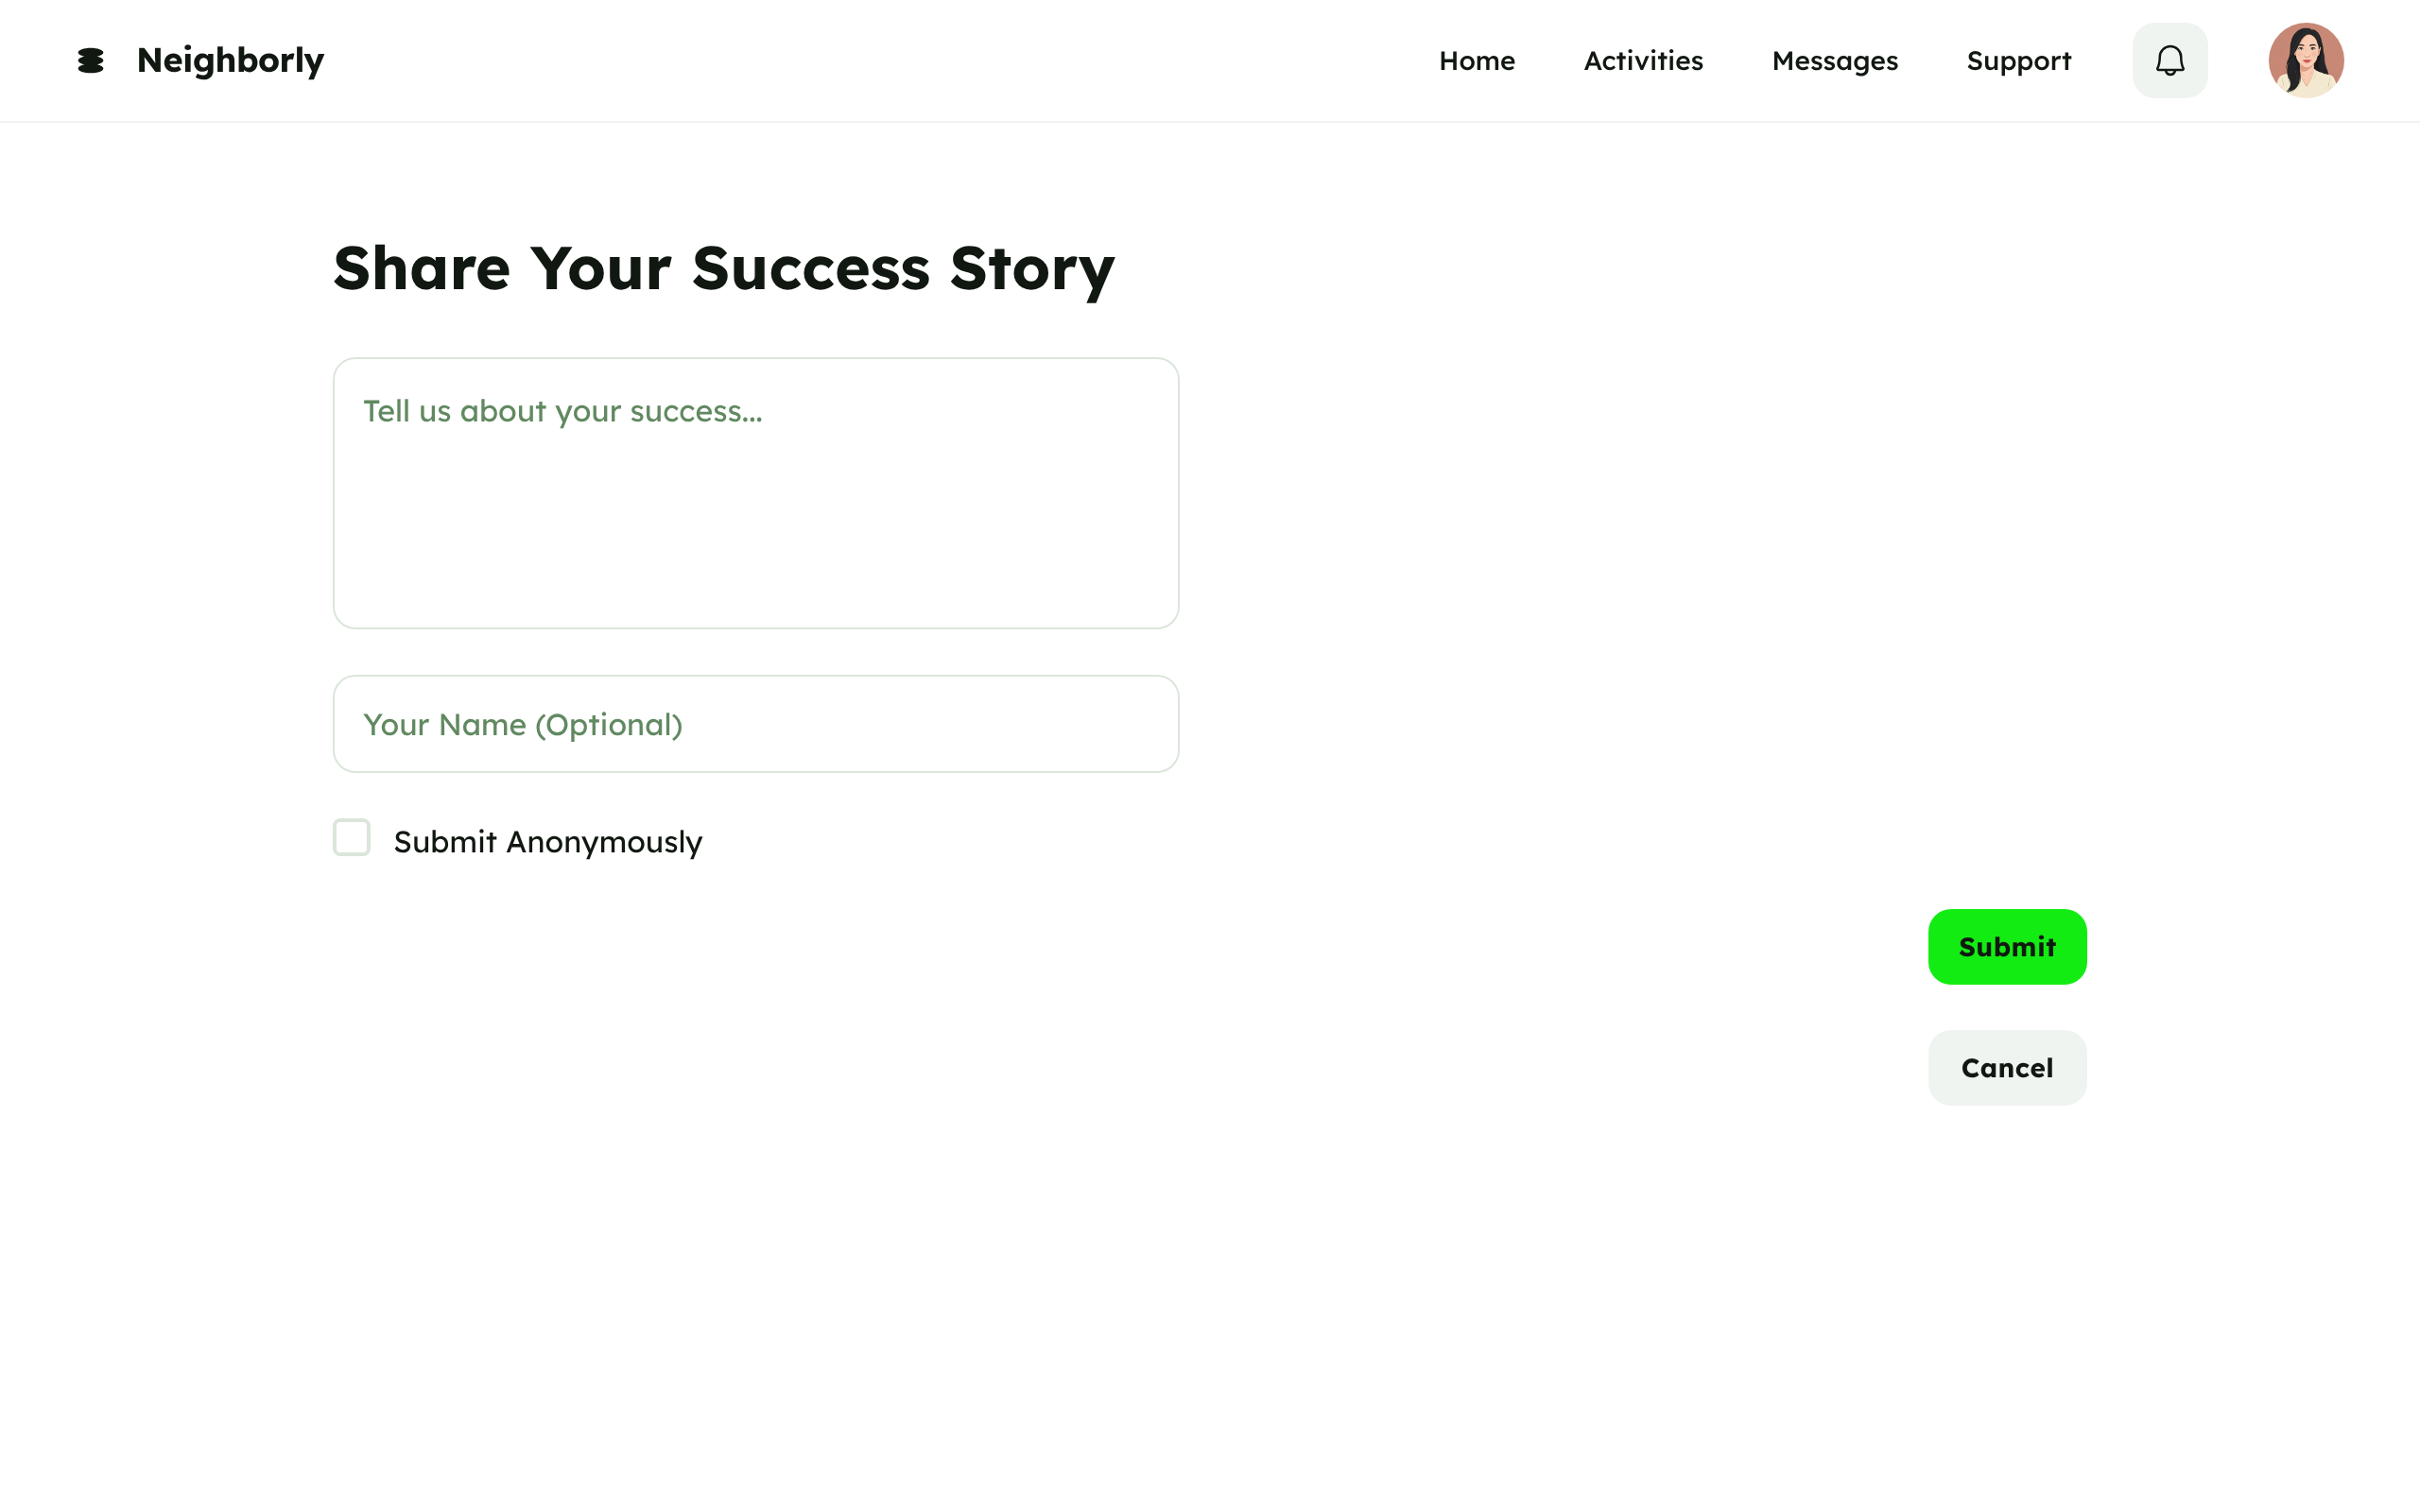 Neighborly
Home
Activities
Messages
Support
Share Your Success Story
Tell us about your success...
Your Name (Optional)
Submit Anonymously
Submit
Cancel